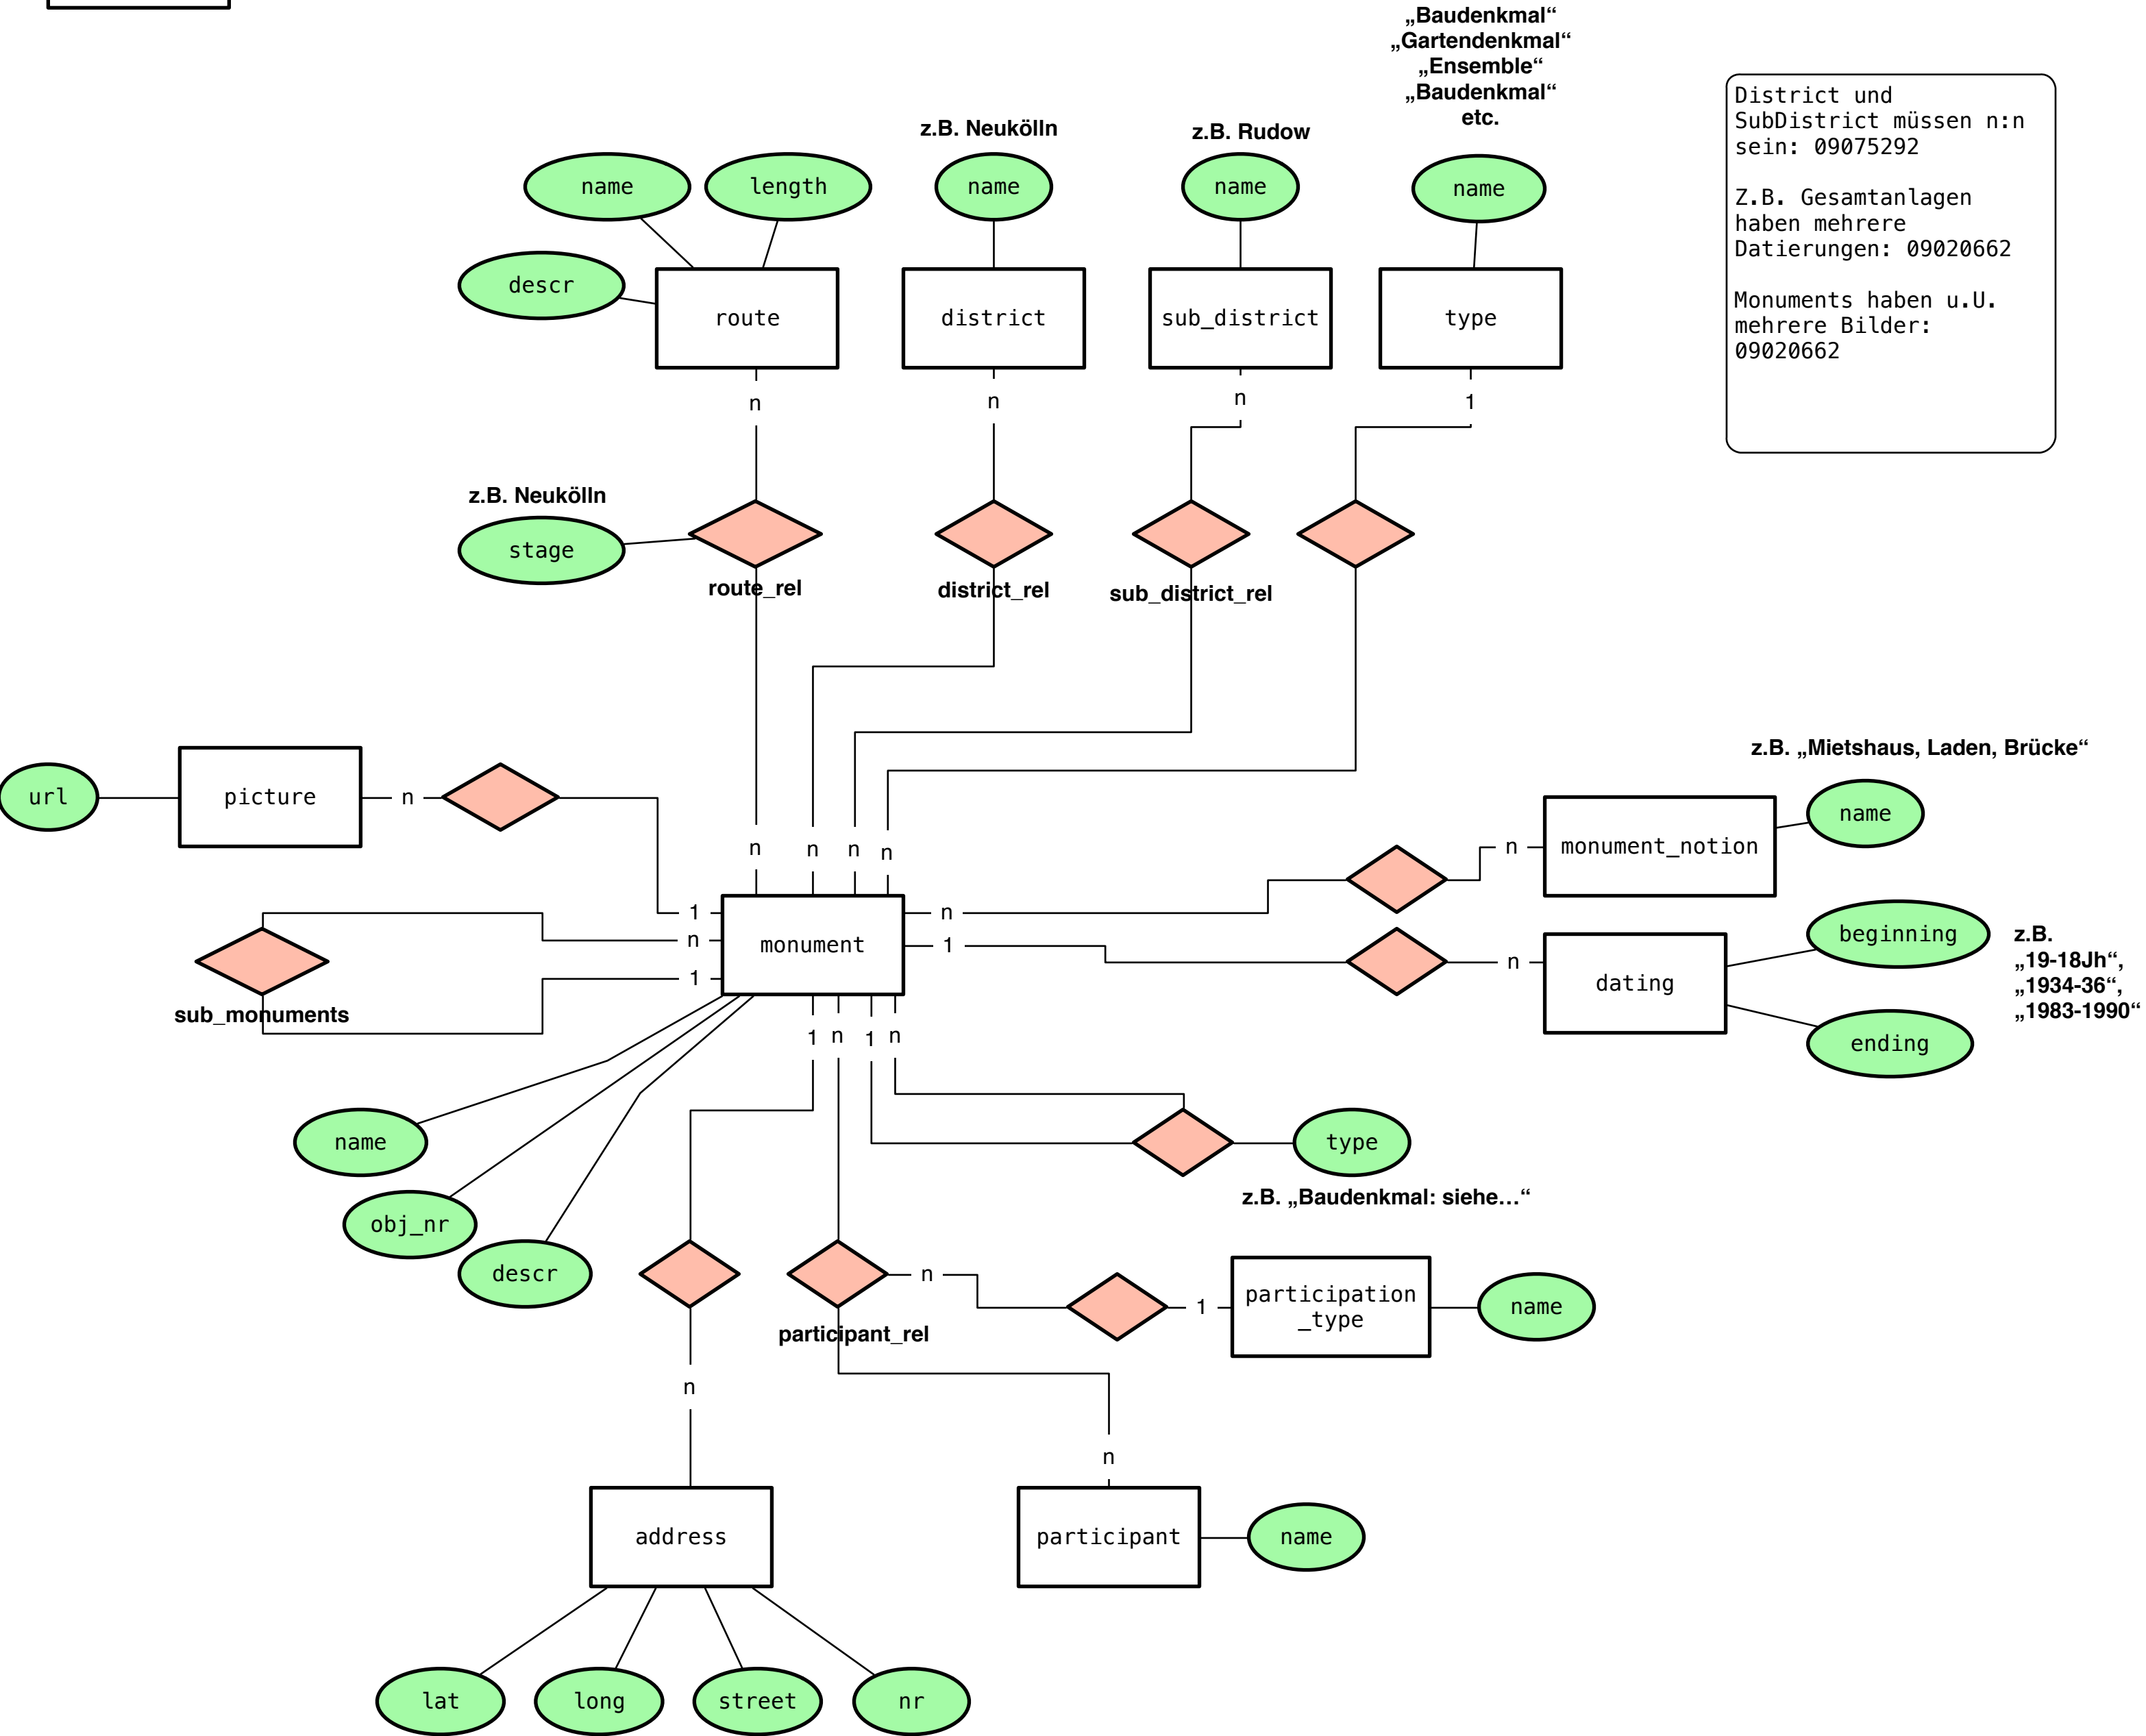 „Baudenkmal“
„Gartendenkmal“
„Ensemble“
„Baudenkmal“
etc.
District und
SubDistrict müssen n:n
sein: 09075292
Z.B. Gesamtanlagen
haben mehrere
Datierungen: 09020662
Monuments haben u.U.
mehrere Bilder:
09020662
z.B. Neukölln
z.B. Rudow
name
length
name
name
name
descr
route
district
sub_district
type
n
n
n
1
z.B. Neukölln
stage
route_rel
district_rel
sub_district_rel
z.B. „Mietshaus, Laden, Brücke“
url
picture
n
name
monument_notion
n
n
n
n
n
1
n
1
monument
n
1
sub_monuments
n
dating
beginning
ending
z.B.
„19-18Jh“,
„1934-36“,
„1983-1990“
1
n
1
n
name
obj_nr
descr
type
z.B. „Baudenkmal: siehe…“
n
1
participation
_type
name
participant_rel
n
n
address
participant
name
lat
long
street
nr